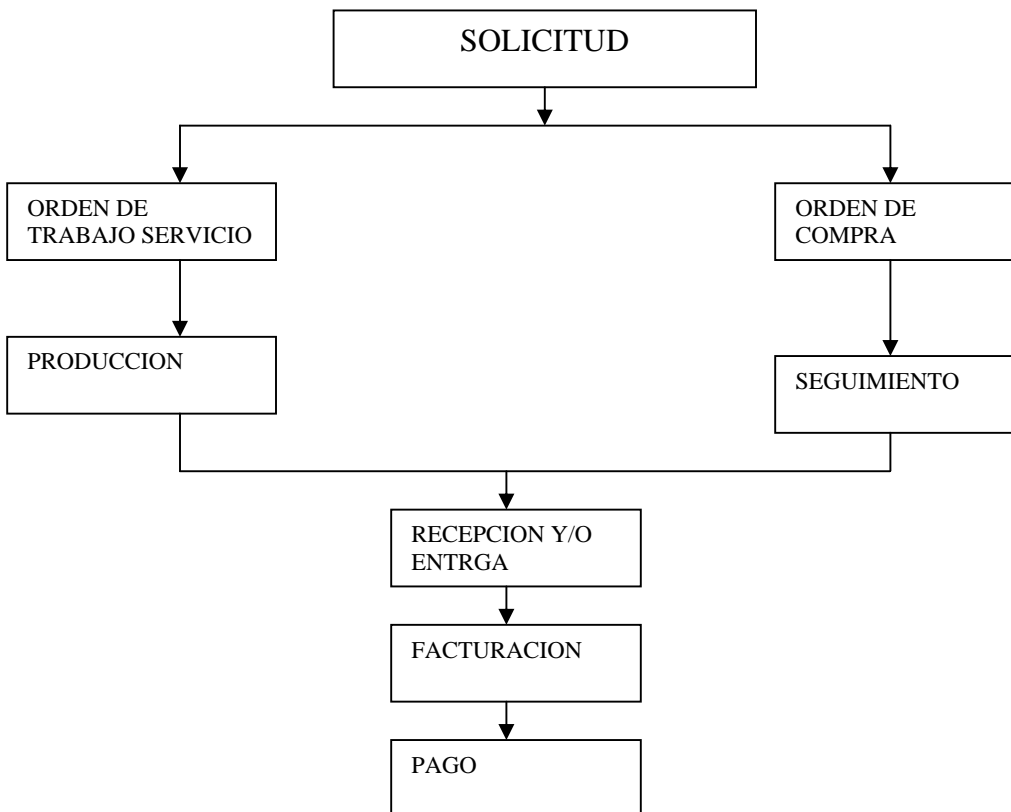 SOLICITUD
ORDEN DE
TRABAJO SERVICIO
ORDEN DE
COMPRA
PRODUCCION
SEGUIMIENTO
RECEPCION Y/O
ENTRGA
FACTURACION
PAGO